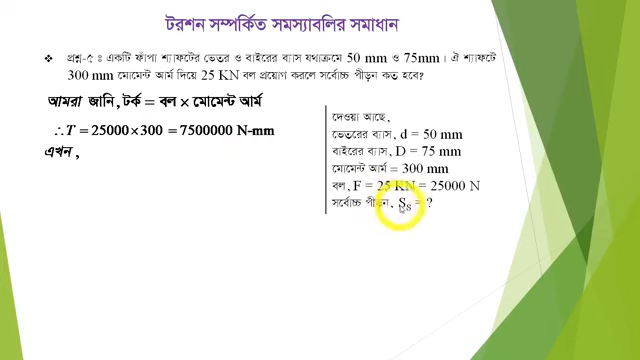 টরশন সম্পর্কিত সমস্যাবলির সমাধান
❖ প্রশ্ন-৫ : একটি ফাঁপা শ্যাফটের ভেতর ও বাইরের ব্যাস যথাক্রমে 50 mm ও 75mm। ঐ শ্যাফটে
300 mm মোমেন্ট আর্ম দিয়ে 25 KN বল প্রয়োগ করলে সর্বোচ্চ পীড়ন কত হবে?
আমরা জানি, টর্ক = বল × মোমেন্ট আর্ম
∴ T = 25000 × 300 = 7500000 N-mm
এখন ,
দেওয়া আছে,
ভেতরের ব্যাস, d = 50 mm
বাইরের ব্যাস, D = 75 mm
মোমেন্ট আর্ম = 300 mm
বল, F = 25 KN = 25000 N
সর্বোচ্চ পীড়ন, Ss = ?